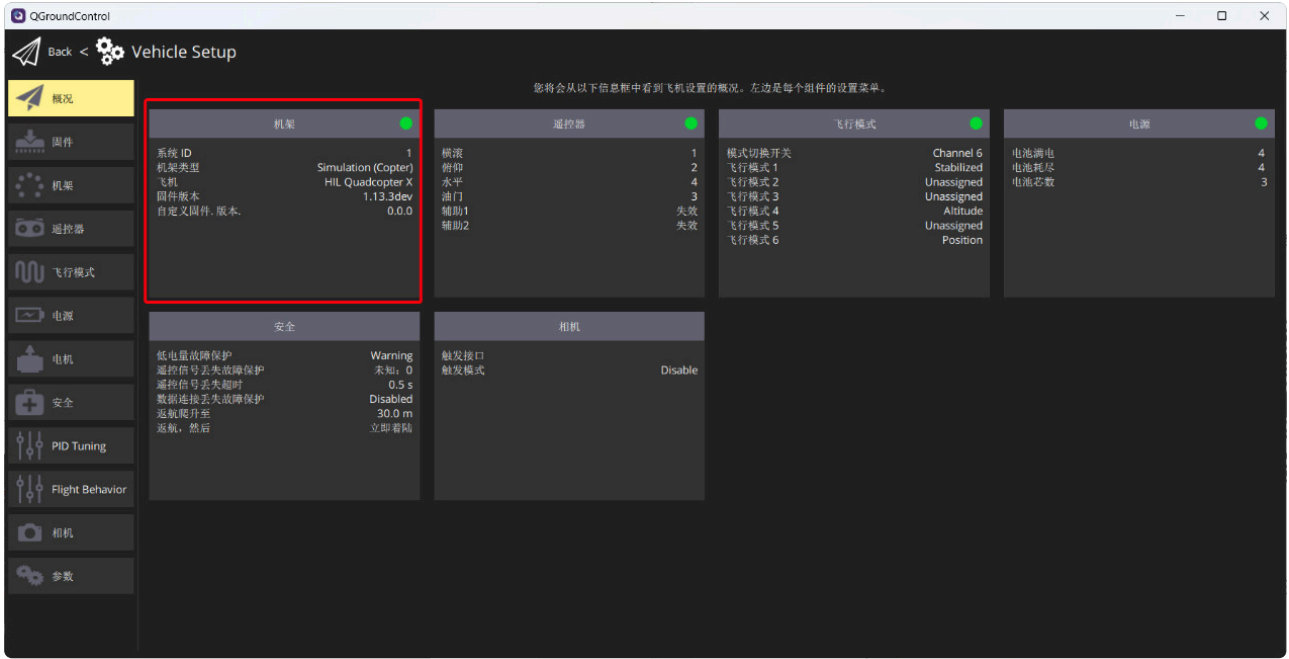 QGroundControl
Back < Vehicle Setup
您将会从以下信息框中看到飞机设置的概况。左边是每个组件的设置菜单。
概况
固件
机架
遥控器
飞行模式
电源
电机
安全
PID Tuning
Flight Behavior
相机
参数
机架
系统 ID 1
机架类型 Simulation (Copter)
飞机 HIL Quadcopter X
固件版本 1.13.3dev
自定义固件. 版本. 0.0.0
遥控器
横滚 1
俯仰 2
水平 4
油门 3
辅助1 失效
辅助2 失效
飞行模式
模式切换开关 Channel 6
飞行模式 1 Stabilized
飞行模式 2 Unassigned
飞行模式 3 Unassigned
飞行模式 4 Altitude
飞行模式 5 Unassigned
飞行模式 6 Position
电源
电池满电 4
电池耗尽 4
电池芯数 3
安全
低电量故障保护 Warning
遥控信号丢失故障保护 未知：0
遥控信号丢失超时 0.5 s
数据连接丢失故障保护 Disabled
返航爬升至 30.0 m
返航，然后 立即着陆
相机
触发接口
触发模式 Disable